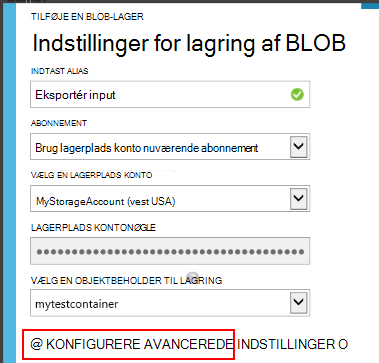 TILFØJE EN BLOB-LAGER
Indstillinger for lagring af BLOB
INDTAST ALIAS
Eksportér input
ABONNEMENT
Brug lagerplads konto nuværende abonnement
VÆLG EN LAGERPLADS KONTO
MyStorageAccount (vest USA)
LAGERPLADS KONTONØGLE
VÆLG EN OBJEKTBEHOLDER TIL LAGRING
mytestcontainer
@ KONFIGURERE AVANCEREDE INDSTILLINGER O